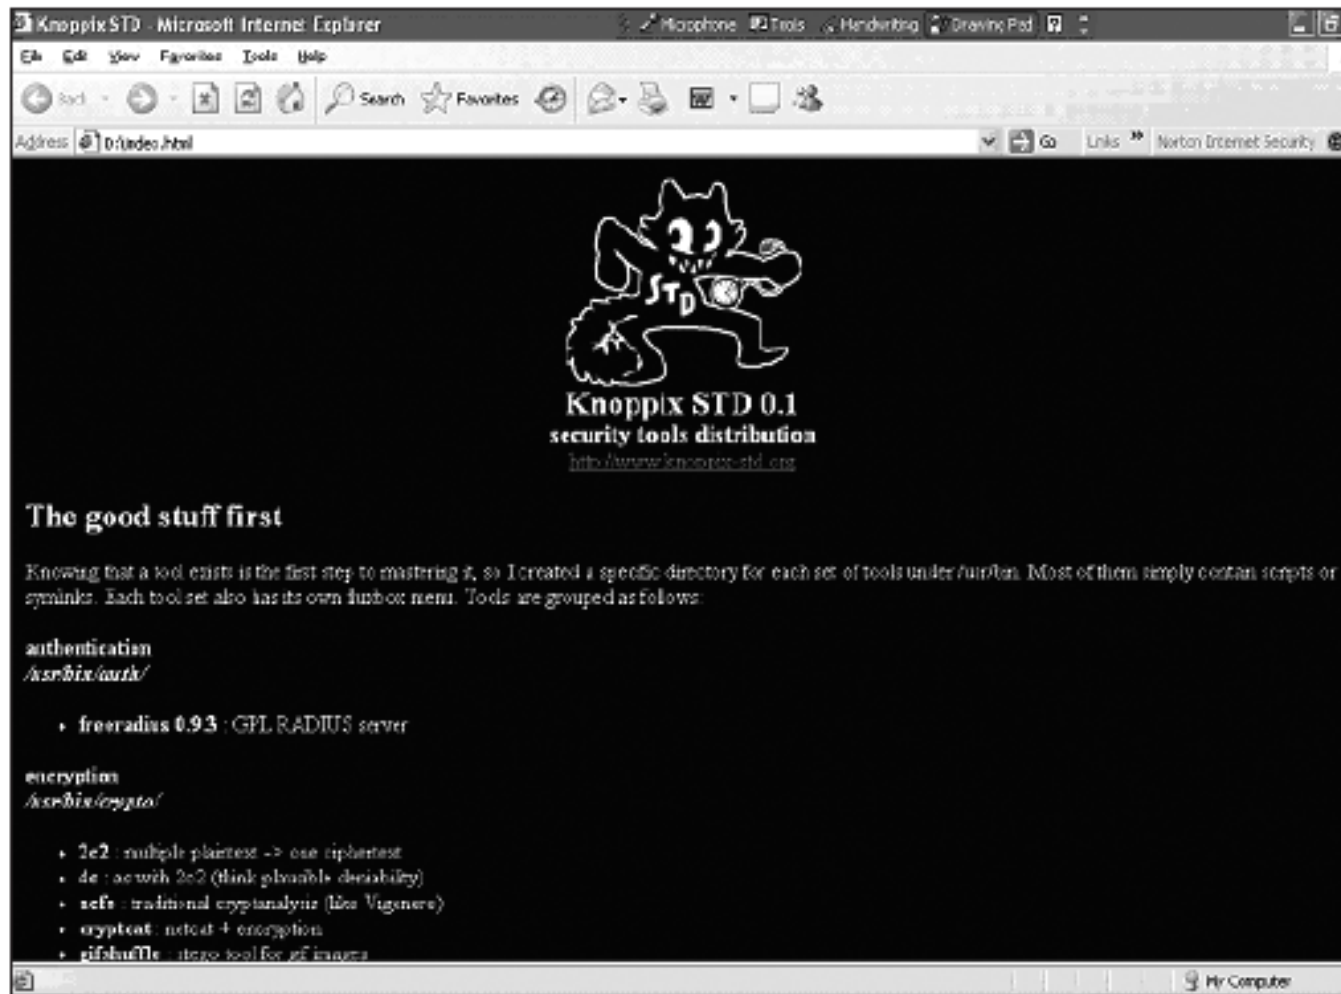 Knoppix STD - Microsoft Internet Explorer
Microphone Tools Handwriting Drawing Pad
File Edit View Favorites Tools Help
Back Search Favorites
Address D:\index.html Go Links » Norton Internet Security
STD
Knoppix STD 0.1
security tools distribution
http://www.knoppix-std.org
The good stuff first
Knowing that a tool exists is the first step to mastering it, so I created a specific directory for each set of tools under /usr/bin. Most of them simply contain scripts or
symlinks. Each tool set also has its own fluxbox menu. Tools are grouped as follows:
authentication
/usr/bin/auth/
• freeradius 0.9.3 : GPL RADIUS server
encryption
/usr/bin/crypto/
• 2c2 : multiple plaintext -> one ciphertext
• 4c : as with 2c2 (think plausible deniability)
• acfe : traditional cryptanalysis (like Vigenere)
• cryptcat : netcat + encryption
• gifshuffle : stego tool for gif images
My Computer